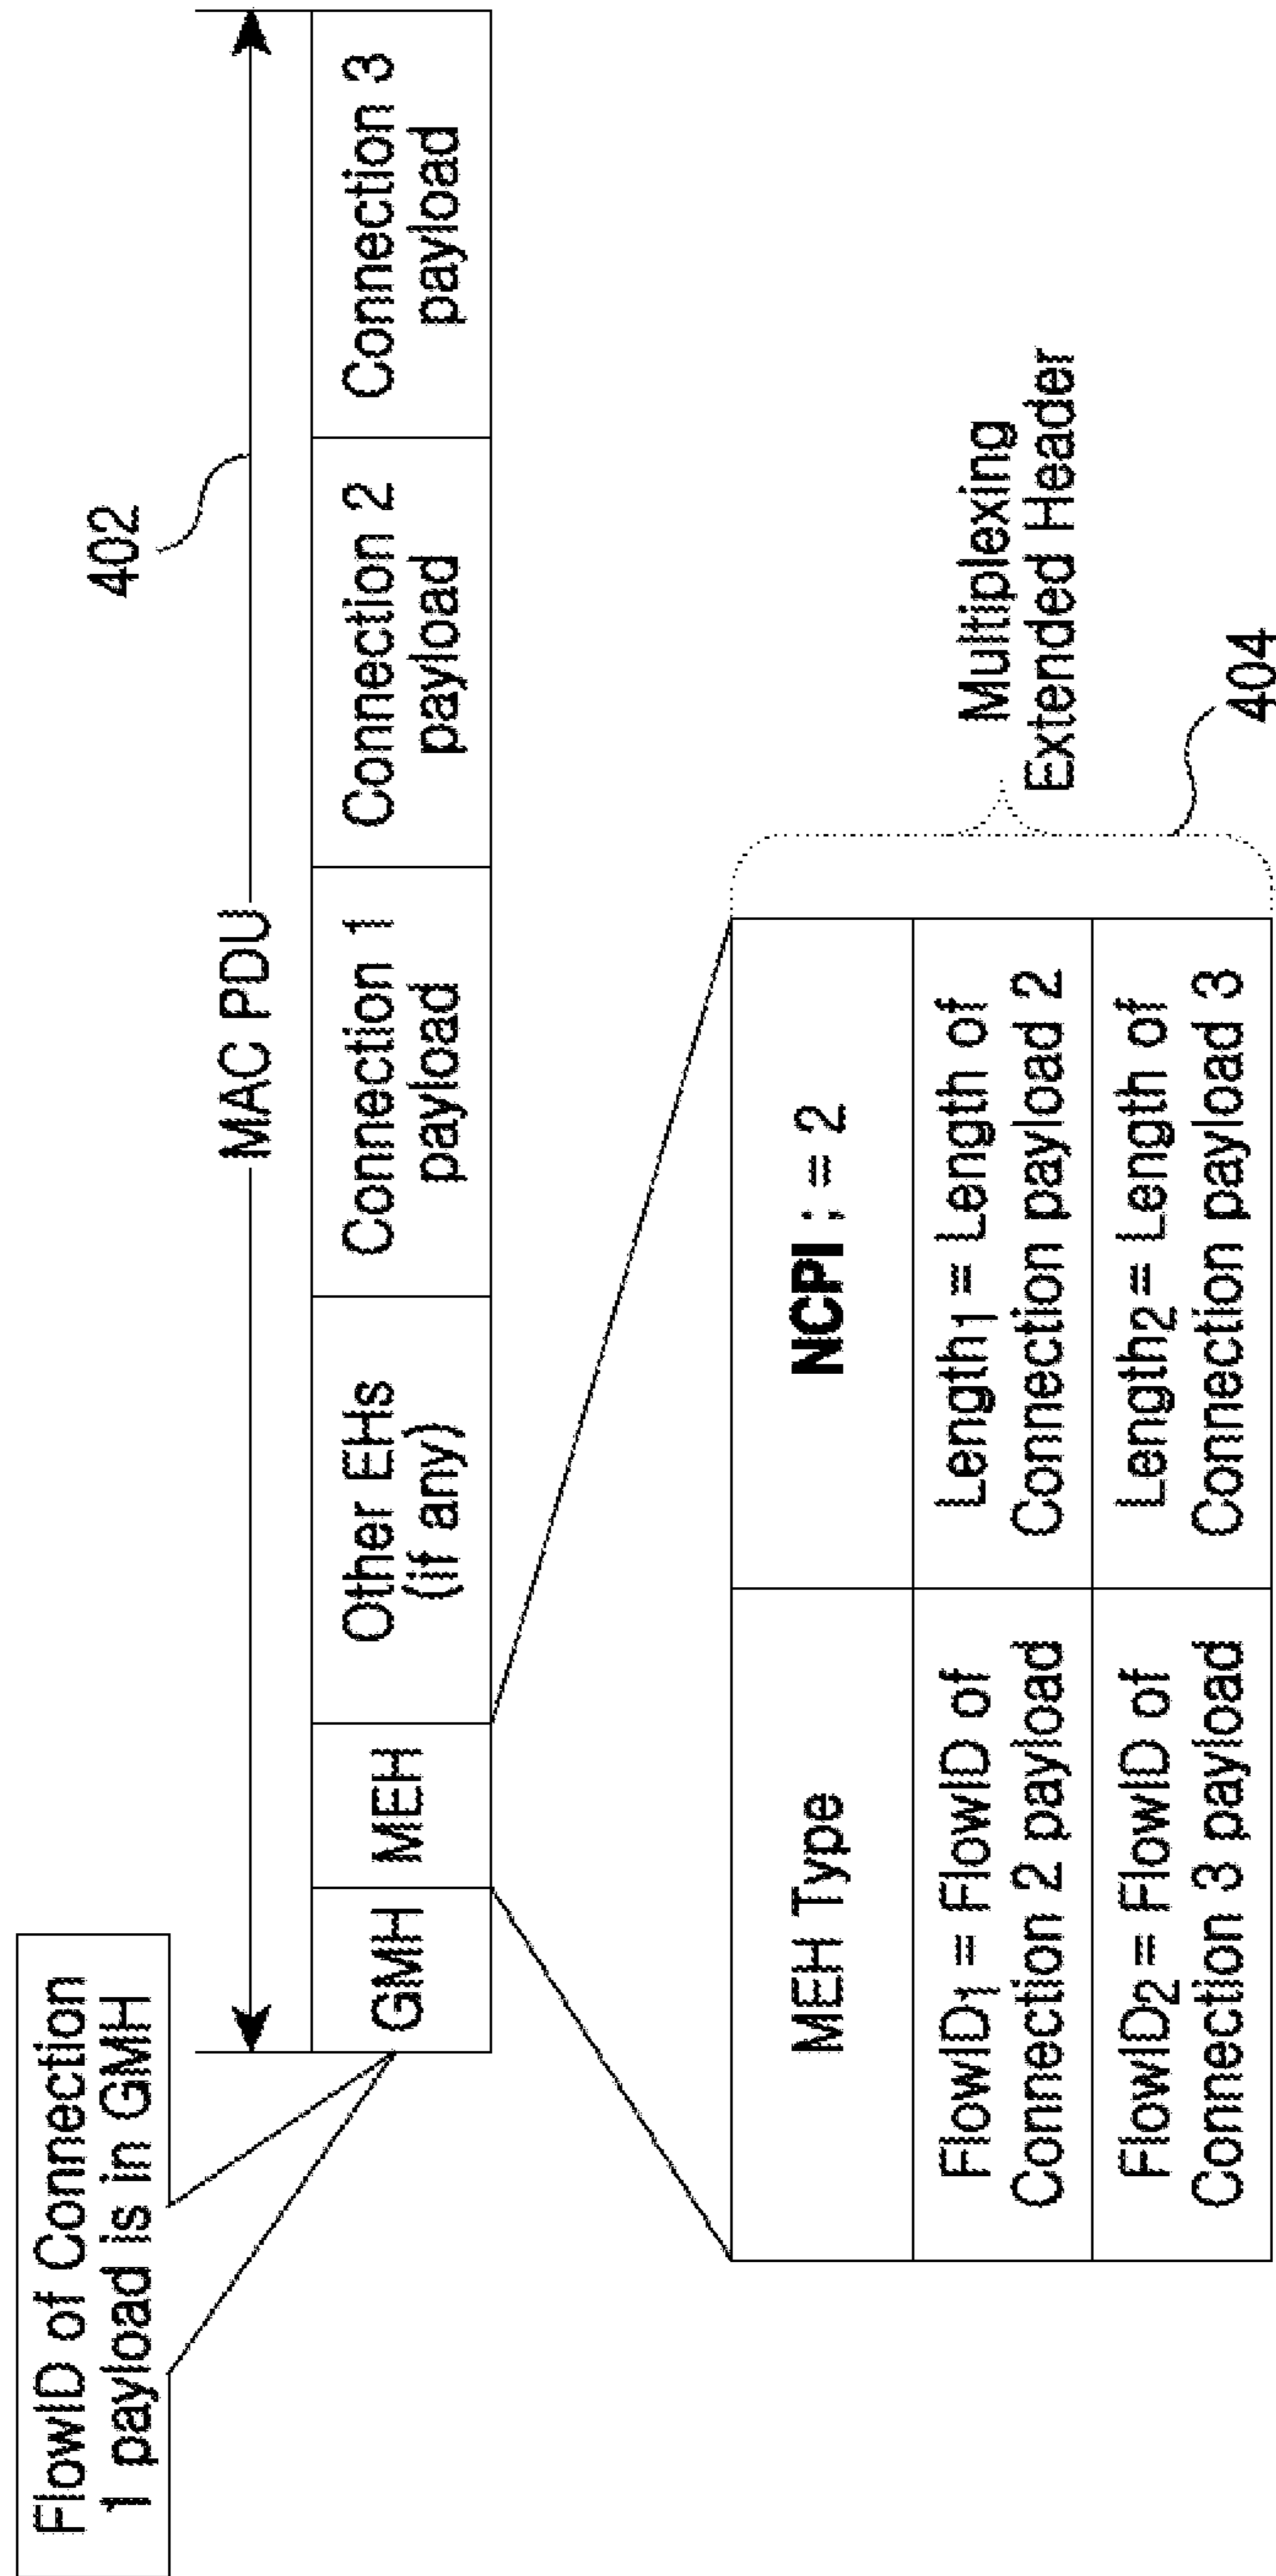 FlowID of Connection
1 payload is in GMH
402
MAC PDU
GMH
MEH
Other EHs
(if any)
Connection 1
payload
Connection 2
payload
Connection 3
payload
MEH Type
NCPI : = 2
FlowID1 = FlowID of
Connection 2 payload
Length1 = Length of
Connection payload 2
FlowID2 = FlowID of
Connection 3 payload
Length2 = Length of
Connection payload 3
Multiplexing
Extended Header
404